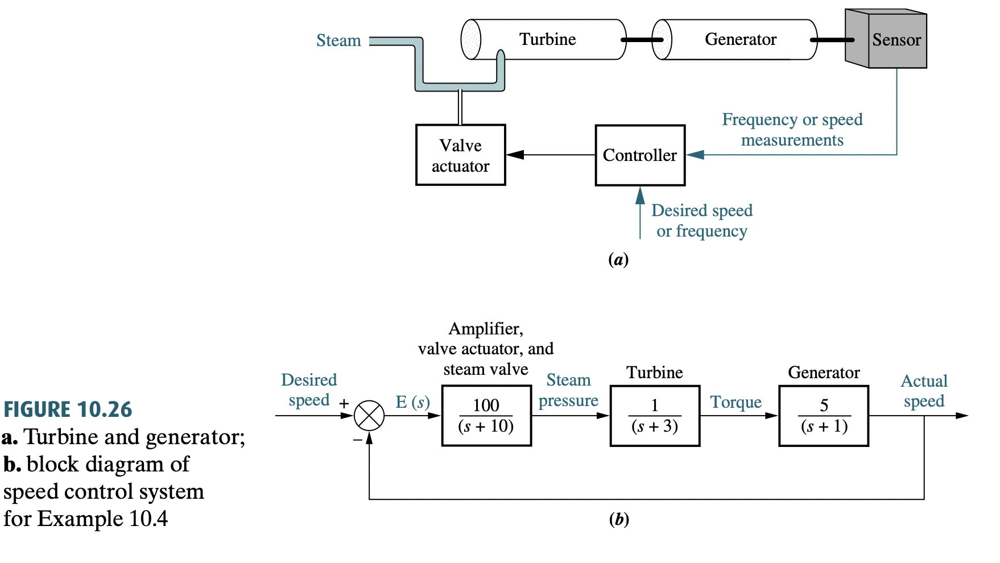 Steam
Turbine
Generator
Sensor
Frequency or speed
measurements
Valve
actuator
Controller
Desired speed
or frequency
(a)
Amplifier,
valve actuator, and
steam valve
Desired
speed
+
−
E (s)
100
(s + 10)
Steam
pressure
Turbine
1
(s + 3)
Torque
Generator
5
(s + 1)
Actual
speed
(b)
FIGURE 10.26
a. Turbine and generator;
b. block diagram of
speed control system
for Example 10.4